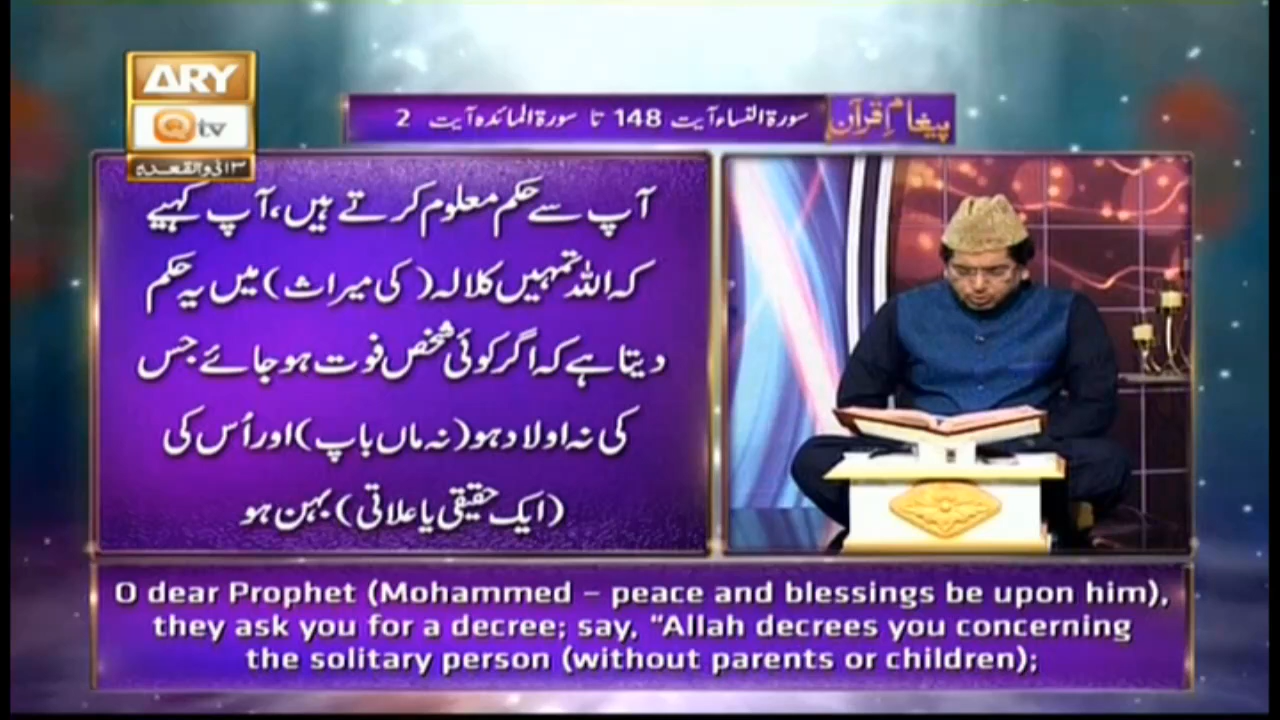 ARY
Qtv
۱۳ ذوالقعدہ
پیغامِ قرآن
سورۃ النساء آیت 148 تا سورۃ المائدہ آیت 2
آپ سے حکم معلوم کرتے ہیں، آپ کہیے
کہ اللہ تمہیں کلالہ (کی میراث) میں یہ حکم
دیتا ہے کہ اگر کوئی شخص فوت ہو جائے جس
کی نہ اولاد ہو (نہ ماں باپ) اور اُس کی
(ایک حقیقی یا علاتی) بہن ہو
O dear Prophet (Mohammed – peace and blessings be upon him),
they ask you for a decree; say, “Allah decrees you concerning
the solitary person (without parents or children);